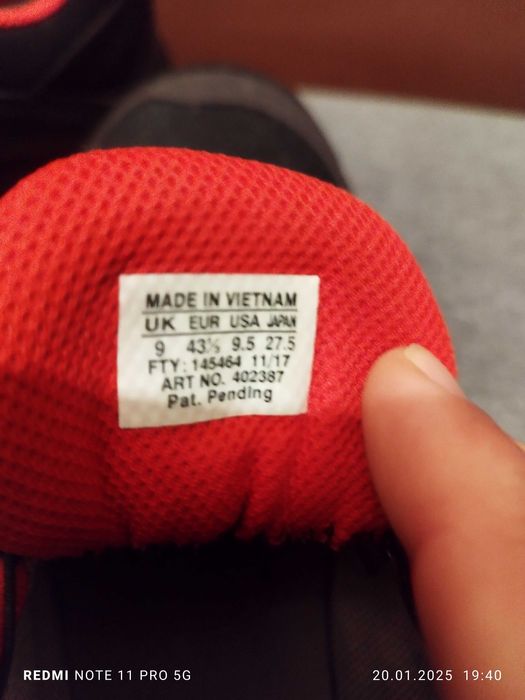 MADE IN VIETNAM
UK EUR USA JAPAN
9 43⅓ 9.5 27.5
FTY: 145464 11/17
ART NO. 402387
Pat. Pending
REDMI NOTE 11 PRO 5G
20.01.2025 19:40